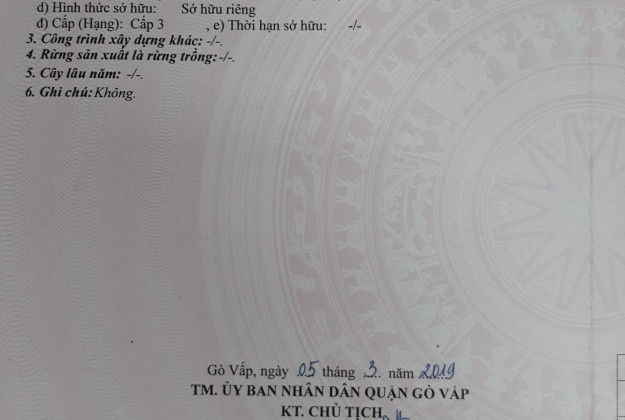 d) Hình thức sở hữu: Sở hữu riêng
đ) Cấp (Hạng): Cấp 3 , e) Thời hạn sở hữu: -/-
3. Công trình xây dựng khác: -/-.
4. Rừng sản xuất là rừng trồng: -/-.
5. Cây lâu năm: -/-.
6. Ghi chú: Không.
Gò Vấp, ngày 05 tháng 3. năm 2019
TM. ỦY BAN NHÂN DÂN QUẬN GÒ VẤP
KT. CHỦ TỊCH